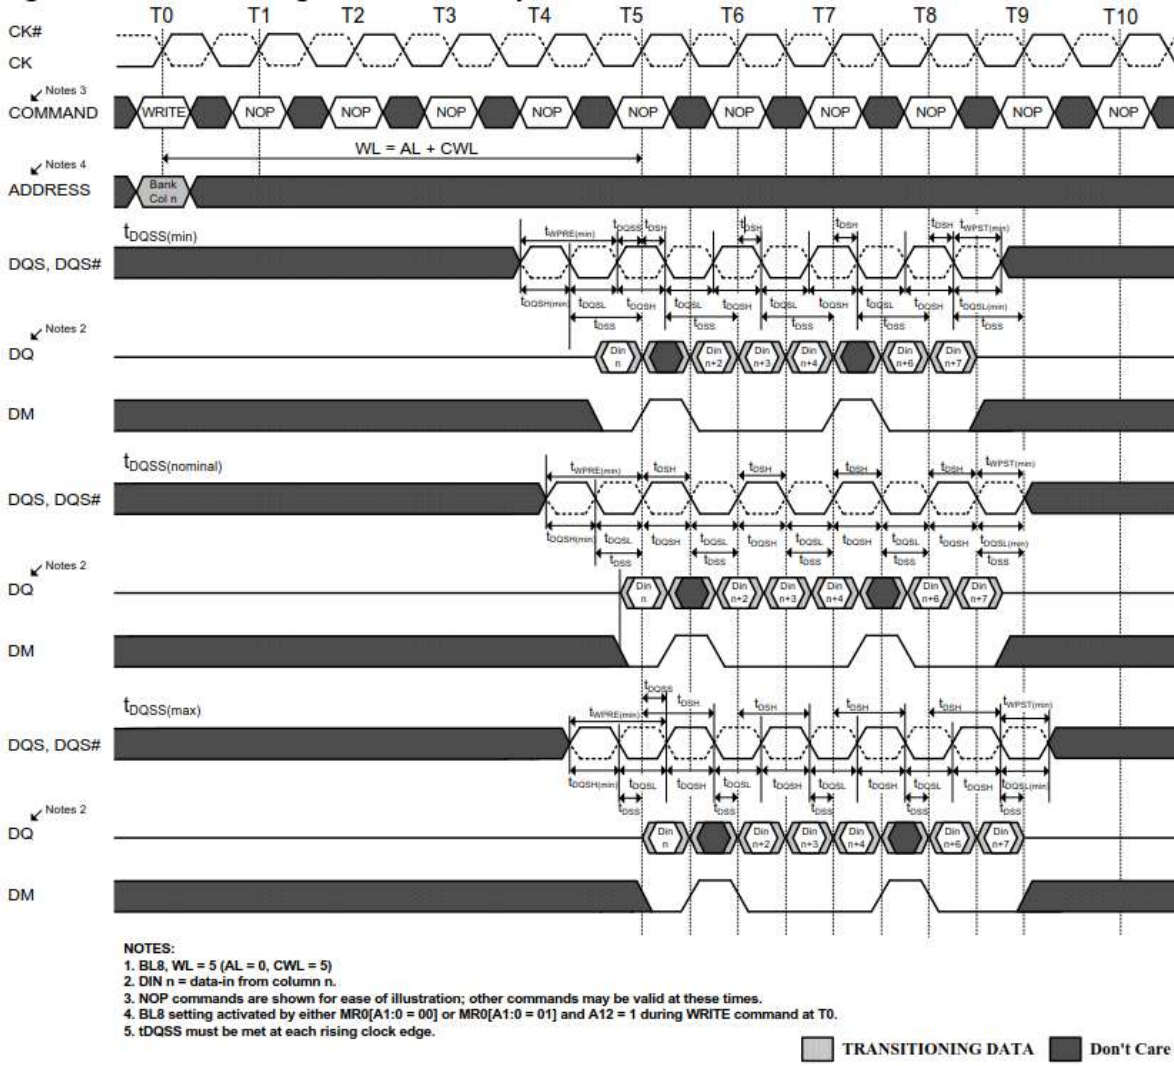 T0 T1 T2 T3 T4 T5 T6 T7 T8 T9 T10
CK#
CK
Notes 3
COMMAND WRITE NOP NOP NOP NOP NOP NOP NOP NOP NOP NOP
WL = AL + CWL
Notes 4
ADDRESS Bank Col n
tDQSS(min) tWPRE(min) tDQSS tDSH tDSH tDSH tDSH tWPST(min)
DQS, DQS#
tDQSH(min) tDQSL tDQSH tDQSL tDQSH tDQSL tDQSH tDQSL tDQSH tDQSL(min)
tDSS tDSS tDSS tDSS tDSS
Notes 2
DQ Din n Din n+2 Din n+3 Din n+4 Din n+6 Din n+7
DM
tDQSS(nominal) tWPRE(min) tDSH tDSH tDSH tDSH tWPST(min)
DQS, DQS#
tDQSH(min) tDQSL tDQSH tDQSL tDQSH tDQSL tDQSH tDQSL tDQSH tDQSL(min)
tDSS tDSS tDSS tDSS tDSS
Notes 2
DQ Din n Din n+2 Din n+3 Din n+4 Din n+6 Din n+7
DM
tDQSS
tDQSS(max) tWPRE(min) tDSH tDSH tDSH tDSH tWPST(min)
DQS, DQS#
tDQSH(min) tDQSL tDQSH tDQSL tDQSH tDQSL tDQSH tDQSL tDQSH tDQSL(min)
tDSS tDSS tDSS tDSS tDSS
Notes 2
DQ Din n Din n+2 Din n+3 Din n+4 Din n+6 Din n+7
DM
NOTES:
1. BL8, WL = 5 (AL = 0, CWL = 5)
2. DIN n = data-in from column n.
3. NOP commands are shown for ease of illustration; other commands may be valid at these times.
4. BL8 setting activated by either MR0[A1:0 = 00] or MR0[A1:0 = 01] and A12 = 1 during WRITE command at T0.
5. tDQSS must be met at each rising clock edge.
TRANSITIONING DATA Don't Care